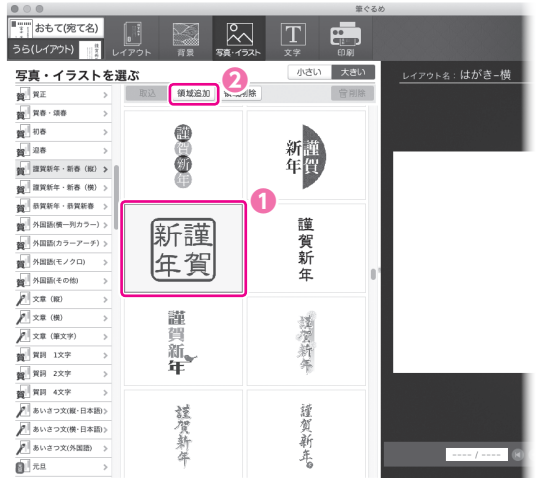 筆ぐるめ
おもて(宛て名)
うら(レイアウト)
レイアウト
背景
写真・イラスト
文字
印刷
写真・イラストを選ぶ
小さい
大きい
レイアウト名：はがき-横
2
取込
領域追加
削除
賀正
賀春・頌春
初春
迎春
謹賀新年・新春（縦）
謹賀新年・新春（横）
恭賀新年・恭賀新春
外国語(横一列カラー)
外国語(カラーアーチ)
外国語(モノクロ)
外国語(その他)
文章（縦）
文章（横）
文章（筆文字）
賀詞 1文字
賀詞 2文字
賀詞 4文字
あいさつ文(縦・日本語)
あいさつ文(横・日本語)
あいさつ文(外国語)
元旦
謹賀新年
謹賀新年
1
謹賀新年
謹賀新年
謹賀新年
謹賀新年
謹賀新年
謹賀新年
---- / ----